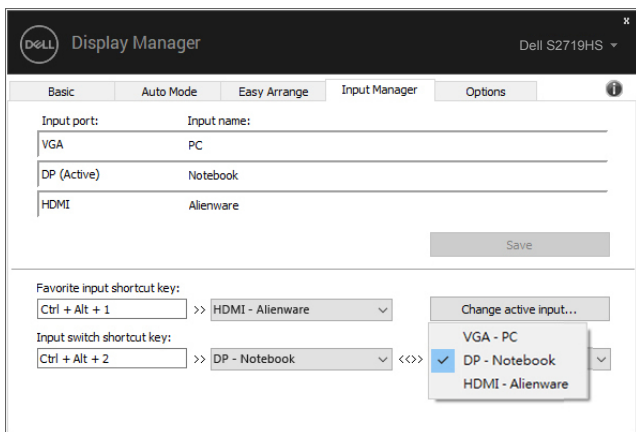 x
DELL Display Manager Dell S2719HS
Basic Auto Mode Easy Arrange Input Manager Options i
Input port: Input name:
VGA PC
DP (Active) Notebook
HDMI Alienware
Save
Favorite input shortcut key:
Ctrl + Alt + 1 >> HDMI - Alienware Change active input...
Input switch shortcut key:
Ctrl + Alt + 2 >> DP - Notebook <<>>
VGA - PC
DP - Notebook
HDMI - Alienware